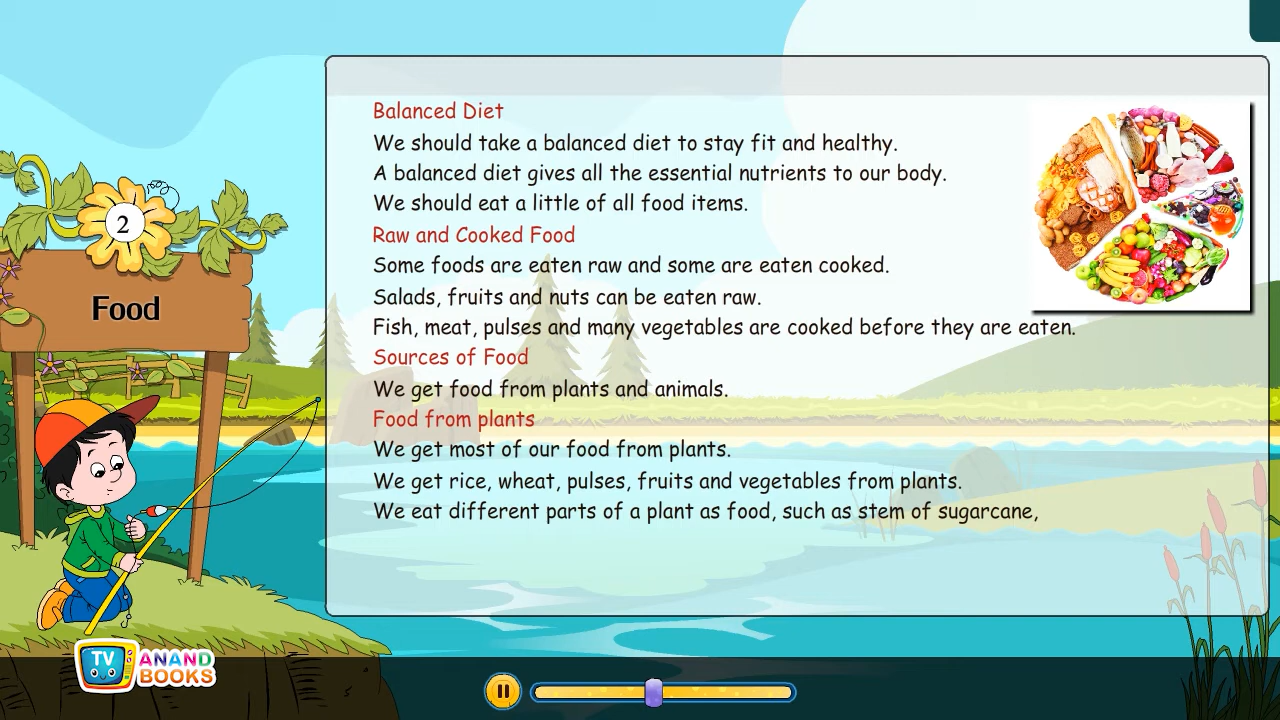 Balanced Diet
We should take a balanced diet to stay fit and healthy.
A balanced diet gives all the essential nutrients to our body.
We should eat a little of all food items.
Raw and Cooked Food
Some foods are eaten raw and some are eaten cooked.
Salads, fruits and nuts can be eaten raw.
Fish, meat, pulses and many vegetables are cooked before they are eaten.
Sources of Food
We get food from plants and animals.
Food from plants
We get most of our food from plants.
We get rice, wheat, pulses, fruits and vegetables from plants.
We eat different parts of a plant as food, such as stem of sugarcane,
2
Food
TV
ANAND
BOOKS